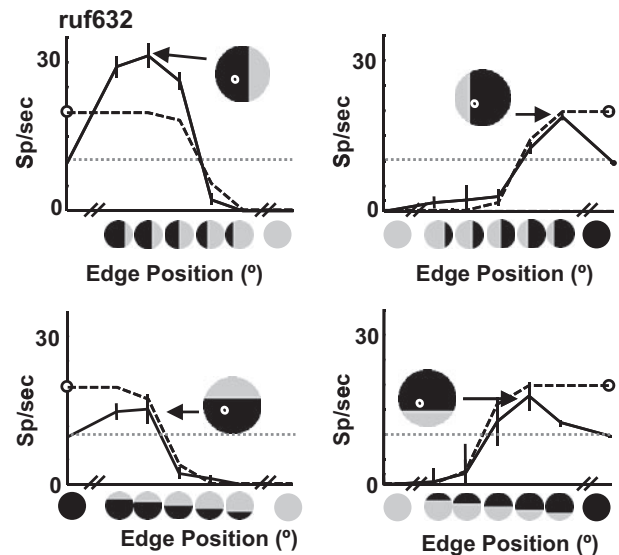 ruf632
30
Sp/sec
0
Edge Position (º)
30
Sp/sec
0
Edge Position (º)
30
Sp/sec
0
Edge Position (º)
30
Sp/sec
0
Edge Position (º)